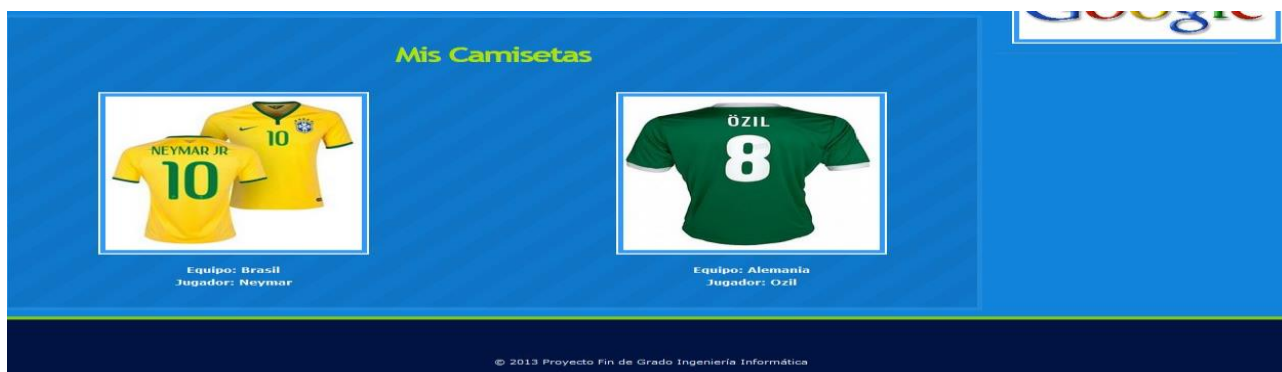 Google
Mis Camisetas
NEYMAR JR
10
10
ÖZIL
8
Equipo: Brasil
Jugador: Neymar
Equipo: Alemania
Jugador: Ozil
© 2013 Proyecto Fin de Grado Ingeniería Informática